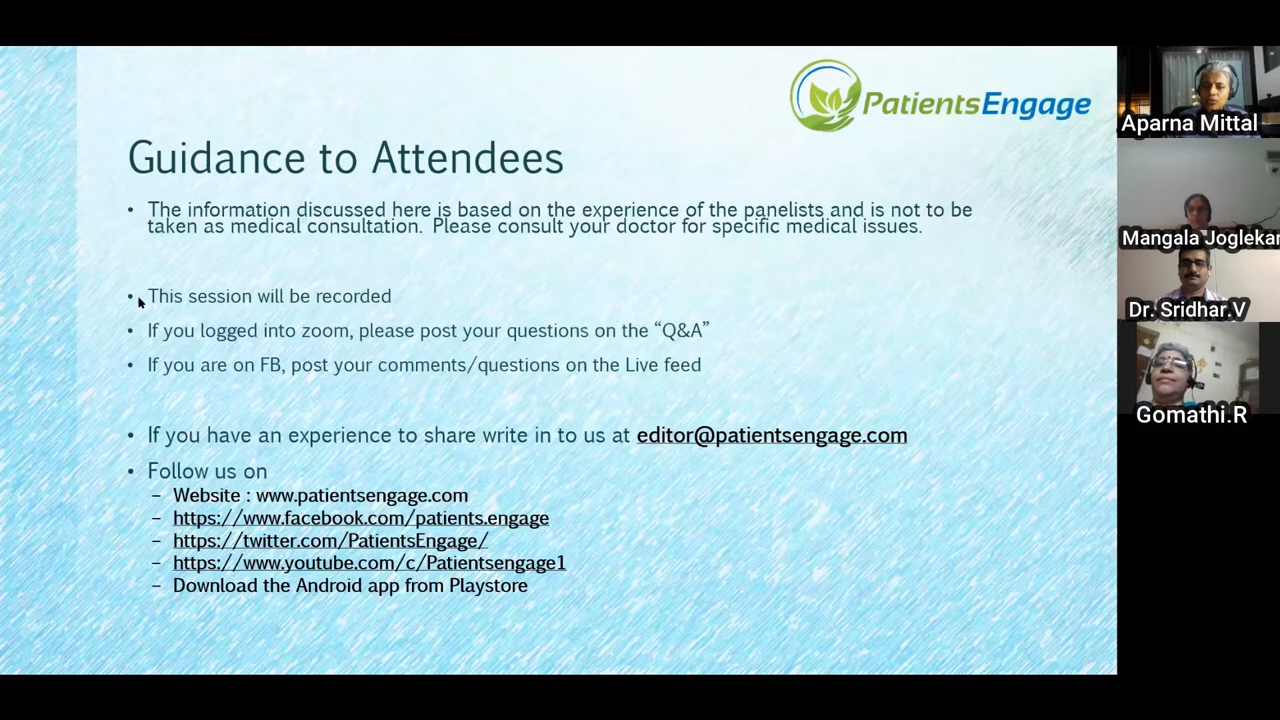 PatientsEngage
Guidance to Attendees
• The information discussed here is based on the experience of the panelists and is not to be
taken as medical consultation. Please consult your doctor for specific medical issues.
• This session will be recorded
• If you logged into zoom, please post your questions on the “Q&A”
• If you are on FB, post your comments/questions on the Live feed
• If you have an experience to share write in to us at editor@patientsengage.com
• Follow us on
– Website : www.patientsengage.com
– https://www.facebook.com/patients.engage
– https://twitter.com/PatientsEngage/
– https://www.youtube.com/c/Patientsengage1
– Download the Android app from Playstore
Aparna Mittal
Mangala Joglekar
Dr. Sridhar.V
Gomathi.R